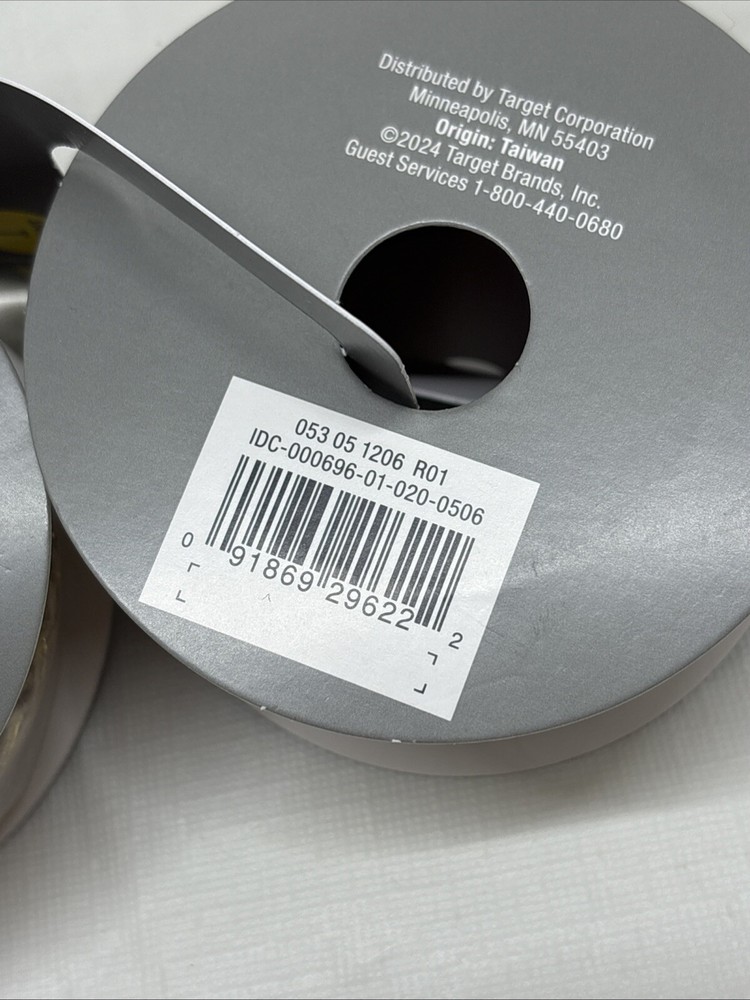 Distributed by Target Corporation
Minneapolis, MN 55403
Origin: Taiwan
©2024 Target Brands, Inc.
Guest Services 1-800-440-0680
053 05 1206 R01
IDC-000696-01-020-0506
0 91869 29622 2